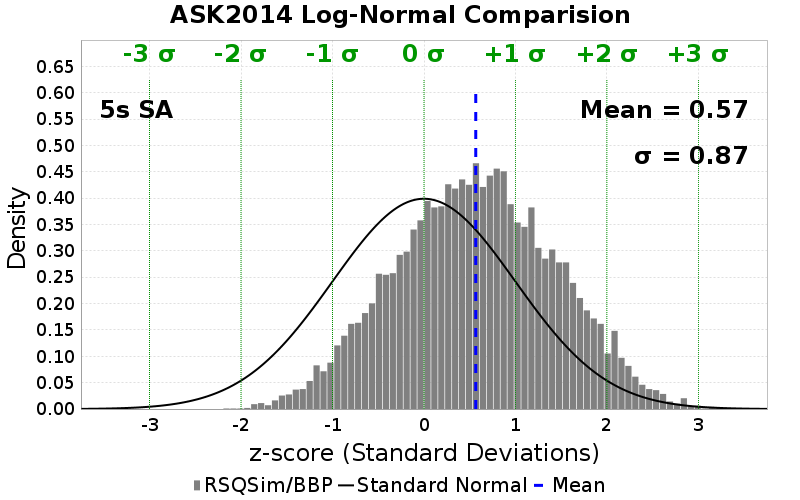 ASK2014 Log-Normal Comparision
-3 σ -2 σ -1 σ 0 σ +1 σ +2 σ +3 σ
5s SA
Mean = 0.57
σ = 0.87
Density
0.65
0.60
0.55
0.50
0.45
0.40
0.35
0.30
0.25
0.20
0.15
0.10
0.05
0.00
-3 -2 -1 0 1 2 3
z-score (Standard Deviations)
RSQSim/BBP Standard Normal Mean